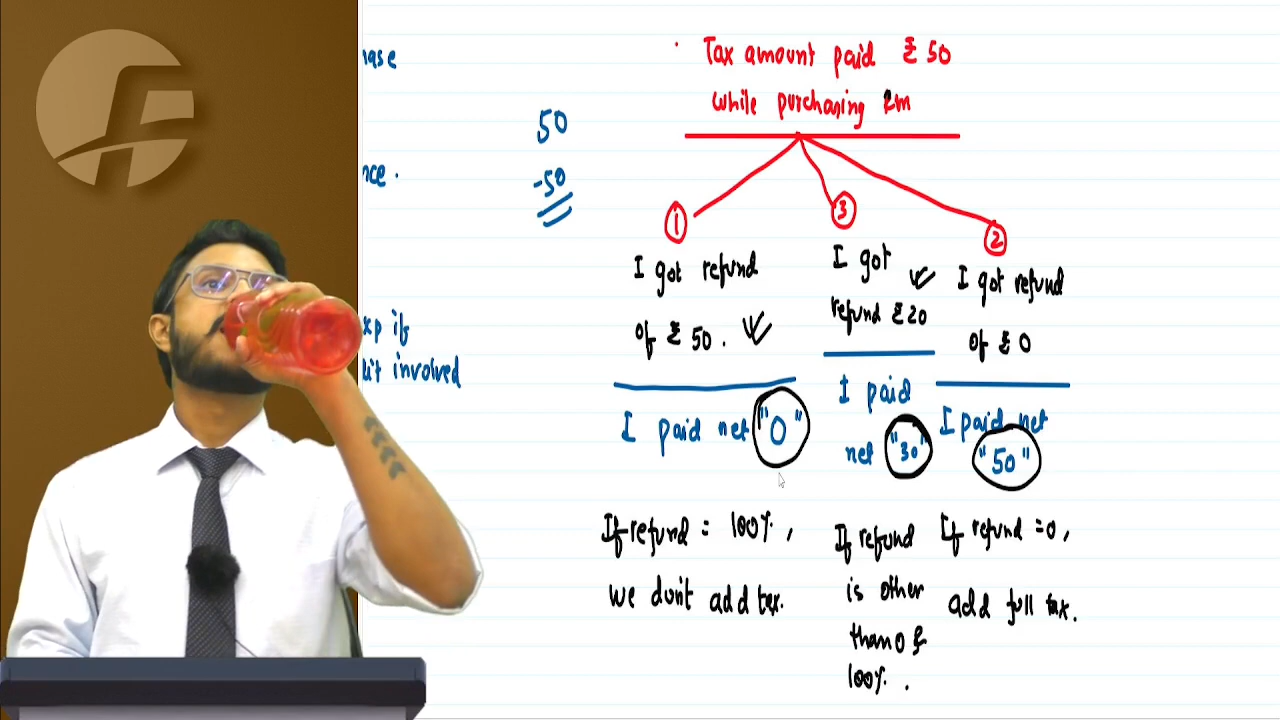 ase
nce.
xp if
it involved
50
-50
. Tax amount paid ₹ 50
while purchasing RM
1
I got refund
of ₹ 50.
I paid net "0"
If refund = 100%,
we don't add tax.
3
I got
refund ₹20
I paid
net "30"
If refund
is other
than 0 &
100%.
2
I got refund
of ₹ 0
I paid net
"50"
If refund =0,
add full tax.